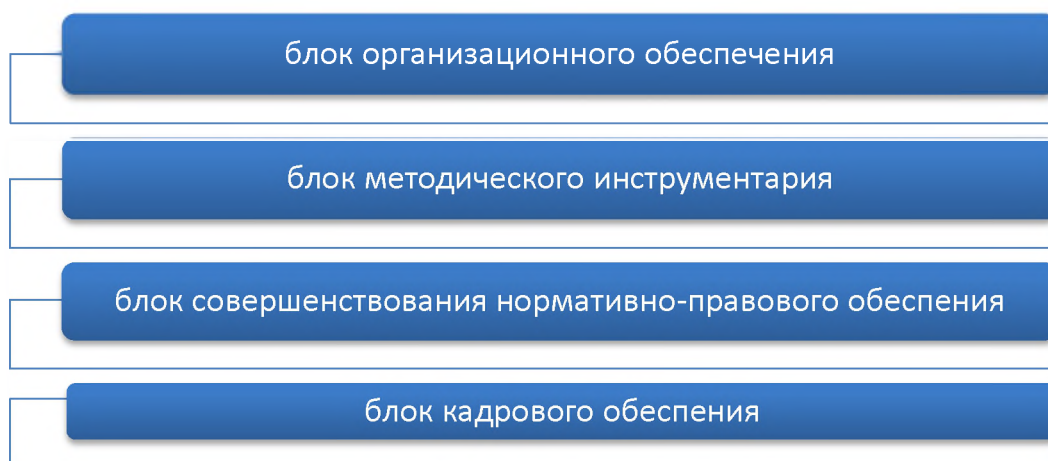 блок организационного обеспечения
блок методического инструментария
блок совершенствования нормативно-правового обеспения
блок кадрового обеспения